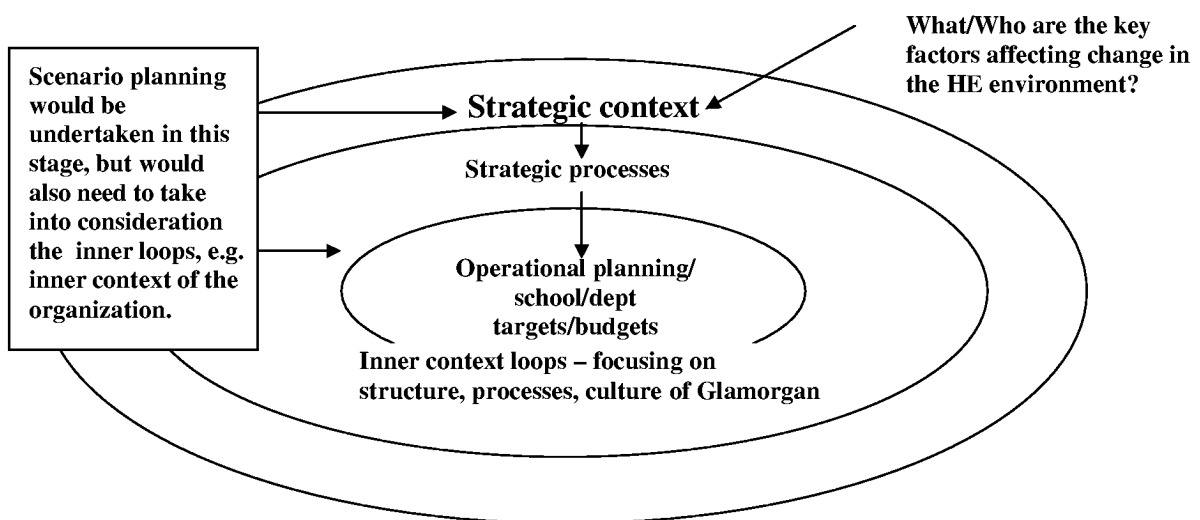 What/Who are the key
factors affecting change in
the HE environment?
Scenario planning
would be
undertaken in this
stage, but would
also need to take
into consideration
the inner loops, e.g.
inner context of the
organization.
Strategic context
Strategic processes
Operational planning/
school/dept
targets/budgets
Inner context loops – focusing on
structure, processes, culture of Glamorgan